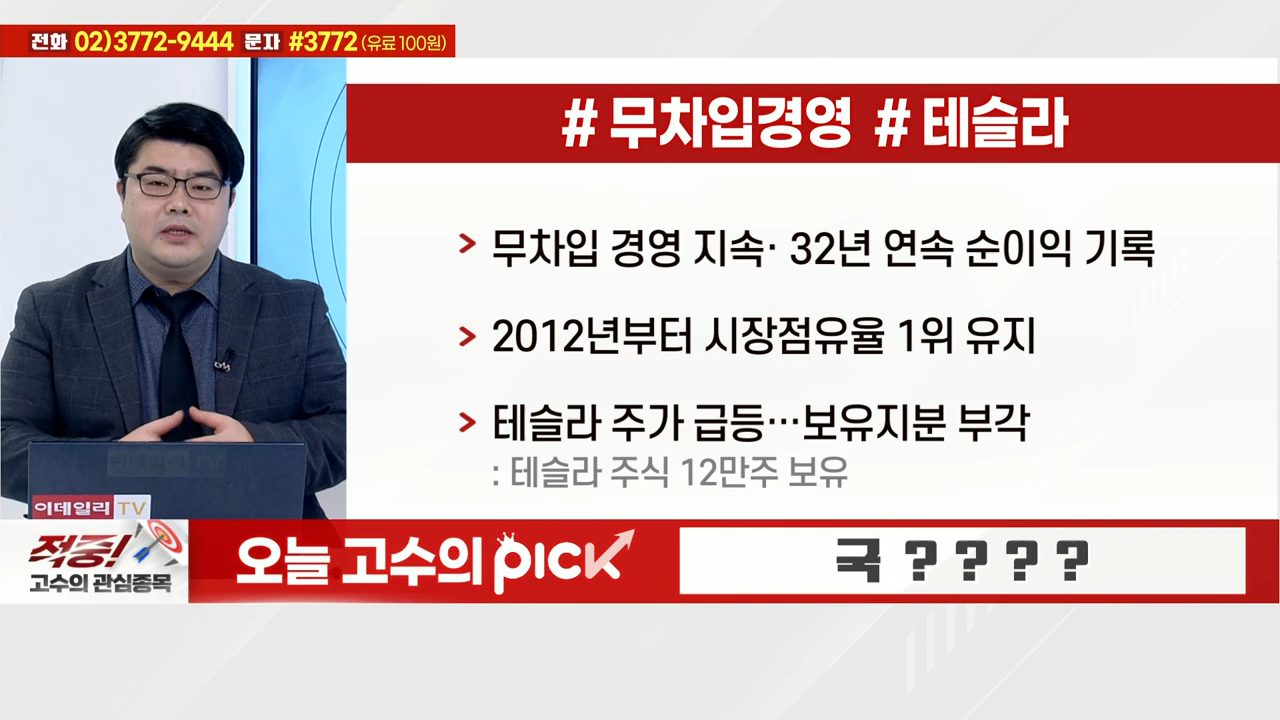 전화 02)3772-9444 문자 #3772 (유료 100원)
# 무차입경영 # 테슬라
> 무차입 경영 지속· 32년 연속 순이익 기록
> 2012년부터 시장점유율 1위 유지
> 테슬라 주가 급등…보유지분 부각
: 테슬라 주식 12만주 보유
이데일리 TV
적중!
고수의 관심종목
오늘 고수의 PICK
국 ? ? ? ?